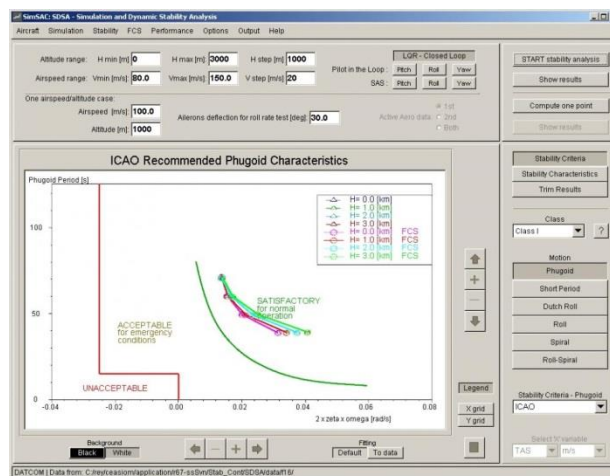 SimSAC: SDSA - Simulation and Dynamic Stability Analysis
Aircraft Simulation Stability FCS Performance Options Output Help
Altitude range: H min [m] 0 H max [m] 3000 H step [m] 1000
Airspeed range: Vmin [m/s] 80.0 Vmax [m/s] 150.0 V step [m/s] 20
LQR - Closed Loop
Pilot in the Loop : Pitch Roll Yaw
SAS : Pitch Roll Yaw
One airspeed/altitude case:
Airspeed [m/s] 100.0
Altitude [m] 1000
Ailerons deflection for roll rate test [deg] 30.0
Active Aero data:
1st
2nd
Both
START stability analysis
Show results
Compute one point
Show results
ICAO Recommended Phugoid Characteristics
Phugoid Period [s]
100
50
0
-0.04
-0.02
0.00
0.02
0.04
0.06
0.08
2 x zeta x omega [rad/s]
H= 0.0 [km]
H= 1.0 [km]
H= 2.0 [km]
H= 3.0 [km]
H= 0.0 [km] FCS
H= 1.0 [km] FCS
H= 2.0 [km] FCS
H= 3.0 [km] FCS
SATISFACTORY
for normal
operation
ACCEPTABLE
for emergency
conditions
UNACCEPTABLE
Legend
X grid
Y grid
Background
Black White
Fitting
Default To data
Stability Criteria
Stability Characteristics
Trim Results
Class
Class I ?
Motion
Phugoid
Short Period
Dutch Roll
Roll
Spiral
Roll-Spiral
Stability Criteria - Phugoid
ICAO
Select 'V' variable
TAS m/s